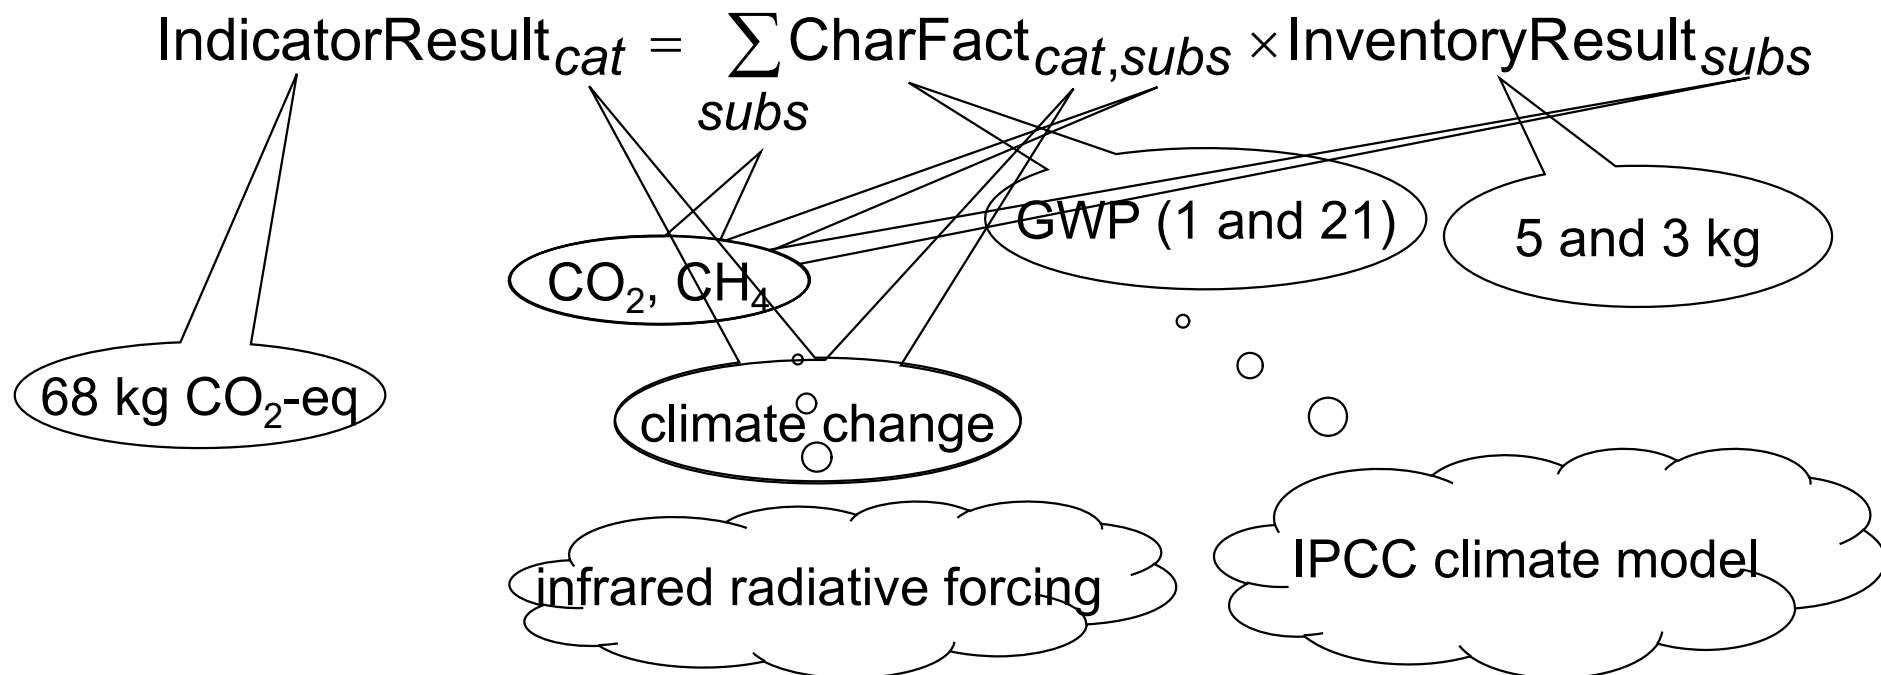 IndicatorResult_cat = ∑ CharFact_cat,subs × InventoryResult_subs
subs
GWP (1 and 21)
5 and 3 kg
CO₂, CH₄
68 kg CO₂-eq
climate change
infrared radiative forcing
IPCC climate model